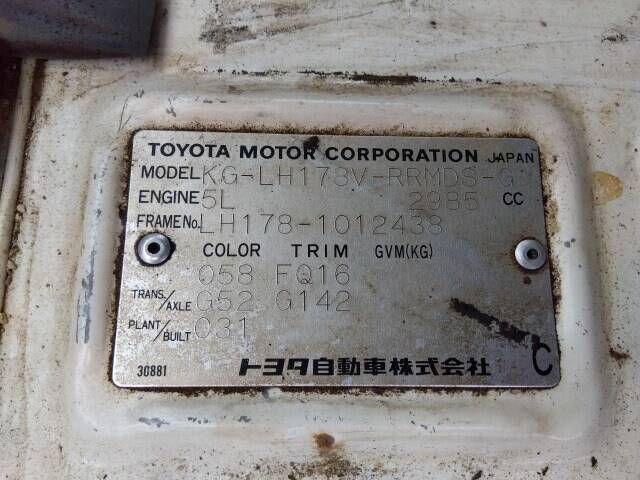 TOYOTA MOTOR CORPORATION JAPAN
MODEL KG-LH178V-RRMDS-G
ENGINE 5L 2985 CC
FRAME No. LH178-1012438
COLOR TRIM GVM(KG)
058 FQ16
TRANS./AXLE G52 G142
PLANT/BUILT 031
30881 トヨタ自動車株式会社 C